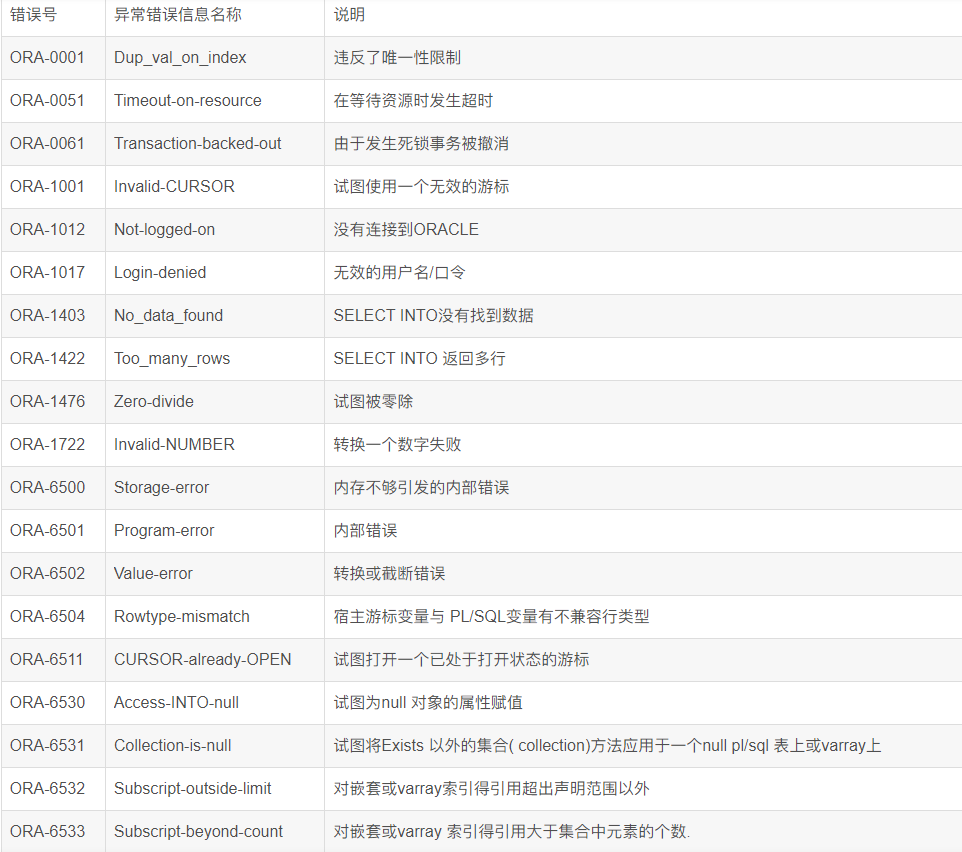 错误号 异常错误信息名称 说明
ORA-0001 Dup_val_on_index 违反了唯一性限制
ORA-0051 Timeout-on-resource 在等待资源时发生超时
ORA-0061 Transaction-backed-out 由于发生死锁事务被撤消
ORA-1001 Invalid-CURSOR 试图使用一个无效的游标
ORA-1012 Not-logged-on 没有连接到ORACLE
ORA-1017 Login-denied 无效的用户名/口令
ORA-1403 No_data_found SELECT INTO没有找到数据
ORA-1422 Too_many_rows SELECT INTO 返回多行
ORA-1476 Zero-divide 试图被零除
ORA-1722 Invalid-NUMBER 转换一个数字失败
ORA-6500 Storage-error 内存不够引发的内部错误
ORA-6501 Program-error 内部错误
ORA-6502 Value-error 转换或截断错误
ORA-6504 Rowtype-mismatch 宿主游标变量与 PL/SQL变量有不兼容行类型
ORA-6511 CURSOR-already-OPEN 试图打开一个已处于打开状态的游标
ORA-6530 Access-INTO-null 试图为null 对象的属性赋值
ORA-6531 Collection-is-null 试图将Exists 以外的集合( collection)方法应用于一个null pl/sql 表上或varray上
ORA-6532 Subscript-outside-limit 对嵌套或varray索引得引用超出声明范围以外
ORA-6533 Subscript-beyond-count 对嵌套或varray 索引得引用大于集合中元素的个数.